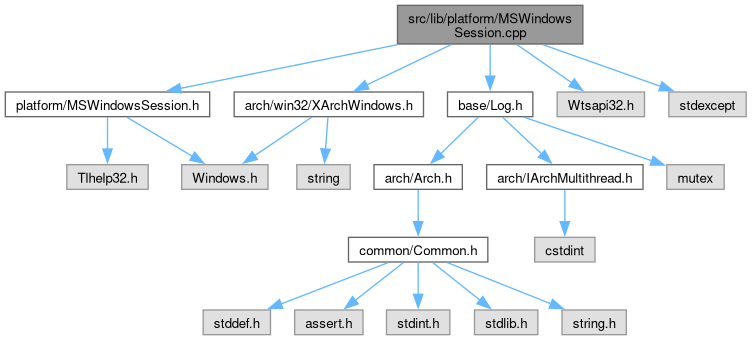 src/lib/platform/MSWindows
Session.cpp
platform/MSWindowsSession.h
arch/win32/XArchWindows.h
base/Log.h
Wtsapi32.h
stdexcept
Tlhelp32.h
Windows.h
string
arch/Arch.h
arch/IArchMultithread.h
mutex
common/Common.h
cstdint
stddef.h
assert.h
stdint.h
stdlib.h
string.h